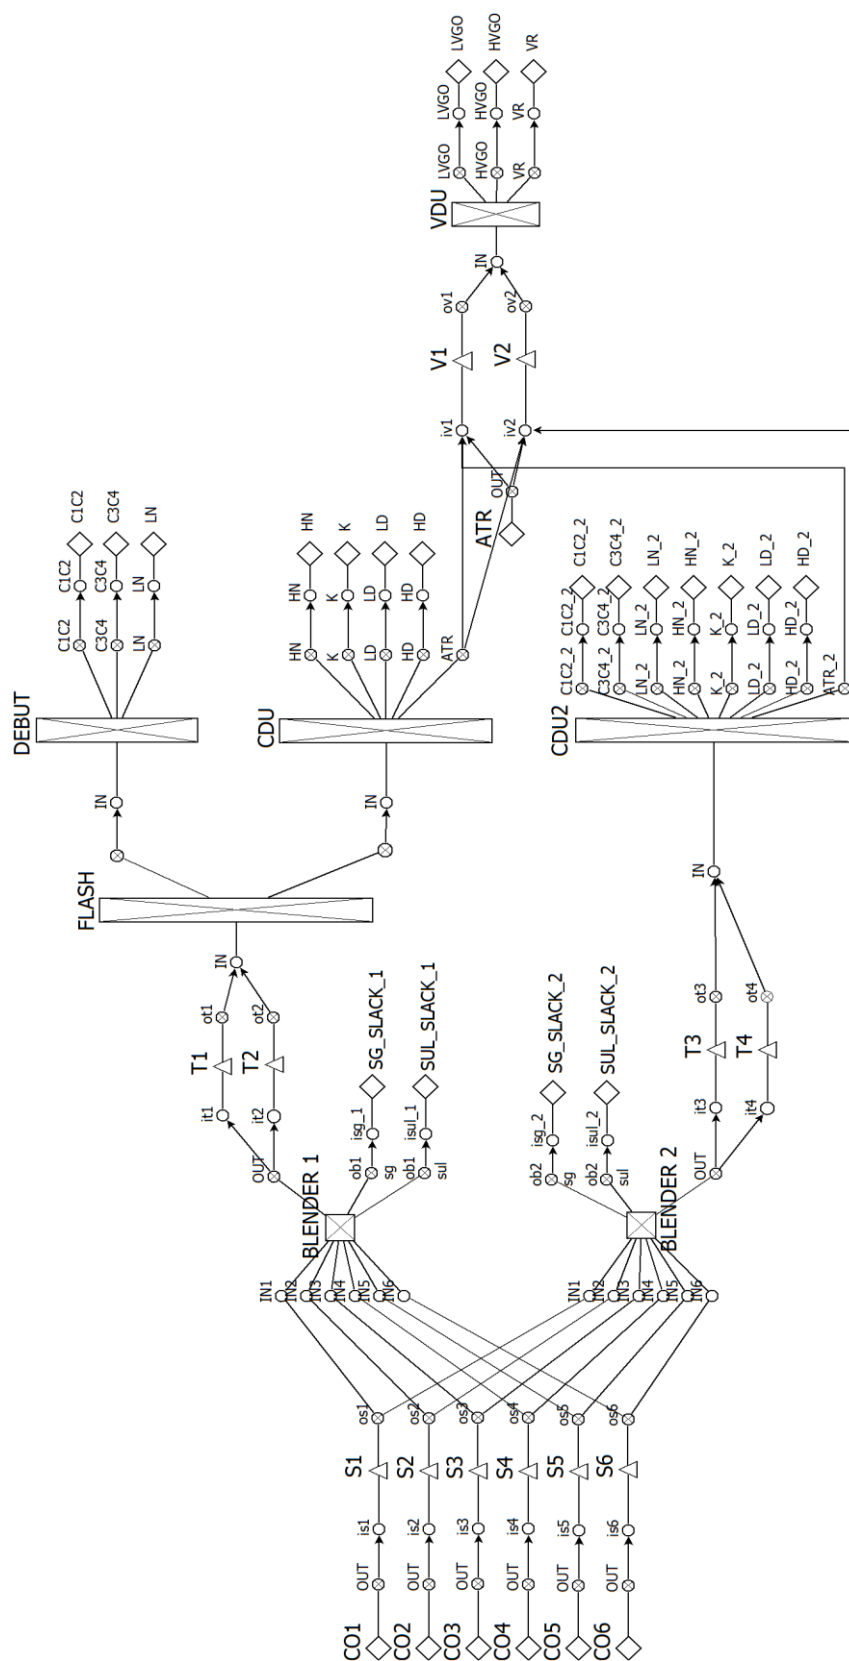 CO1
CO2
CO3
CO4
CO5
CO6
OUT
OUT
OUT
OUT
OUT
OUT
is1
is2
is3
is4
is5
is6
S1
S2
S3
S4
S5
S6
os1
os2
os3
os4
os5
os6
IN1
IN2
IN3
IN4
IN5
IN6
IN1
IN2
IN3
IN4
IN5
IN6
BLENDER 1
BLENDER 2
OUT
ob1
sg
ob1
sul
isg_1
isul_1
SG_SLACK_1
SUL_SLACK_1
ob2
sg
ob2
sul
isg_2
isul_2
SG_SLACK_2
SUL_SLACK_2
OUT
it1
it2
T1
T2
ot1
ot2
IN
it3
it4
T3
T4
ot3
ot4
IN
FLASH
IN
IN
DEBUT
C1C2
C3C4
LN
C1C2
C3C4
LN
C1C2
C3C4
LN
CDU
HN
K
LD
HD
ATR
HN
K
LD
HD
HN
K
LD
HD
CDU2
C1C2_2
C3C4_2
LN_2
HN_2
K_2
LD_2
HD_2
ATR_2
C1C2_2
C3C4_2
LN_2
HN_2
K_2
LD_2
HD_2
C1C2_2
C3C4_2
LN_2
HN_2
K_2
LD_2
HD_2
ATR
OUT
iv1
iv2
V1
V2
ov1
ov2
IN
VDU
LVGO
HVGO
VR
LVGO
HVGO
VR
LVGO
HVGO
VR